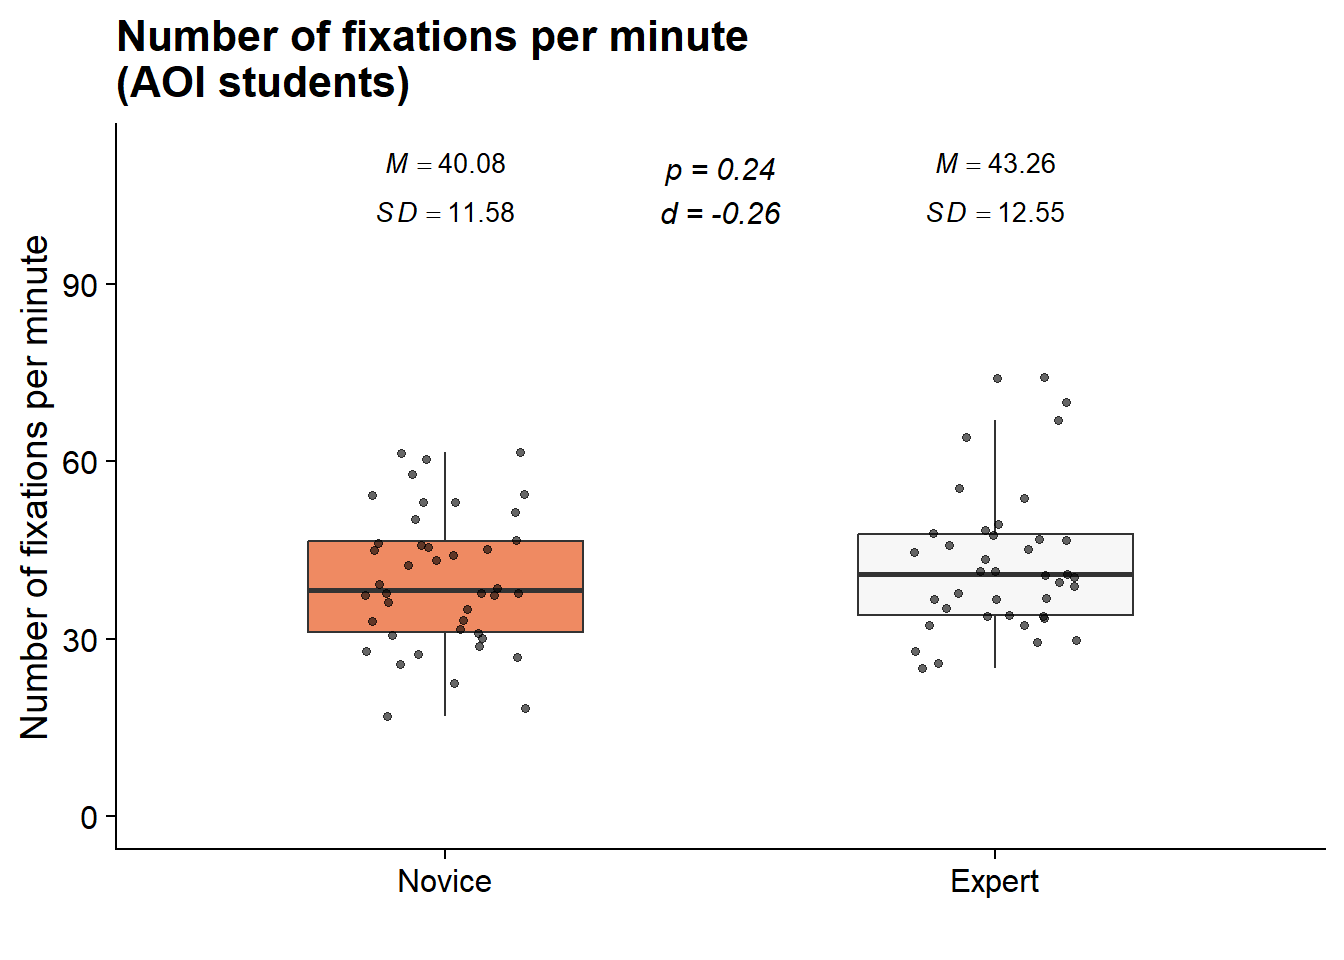 Number of fixations per minute
(AOI students)
M = 40.08
SD = 11.58
p = 0.24
d = -0.26
M = 43.26
SD = 12.55
Number of fixations per minute
90
60
30
0
Novice
Expert